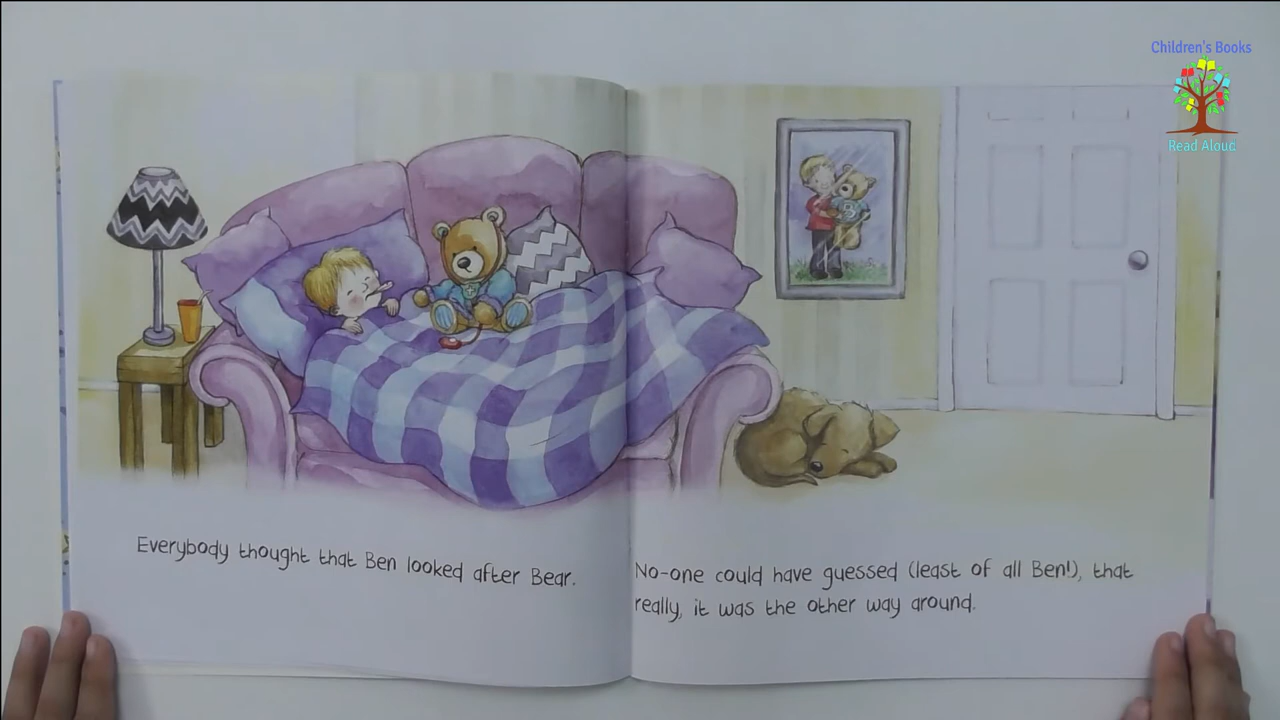 Children's Books
Read Aloud
Everybody thought that Ben looked after Bear.
No-one could have guessed (least of all Ben!), that
really, it was the other way around.